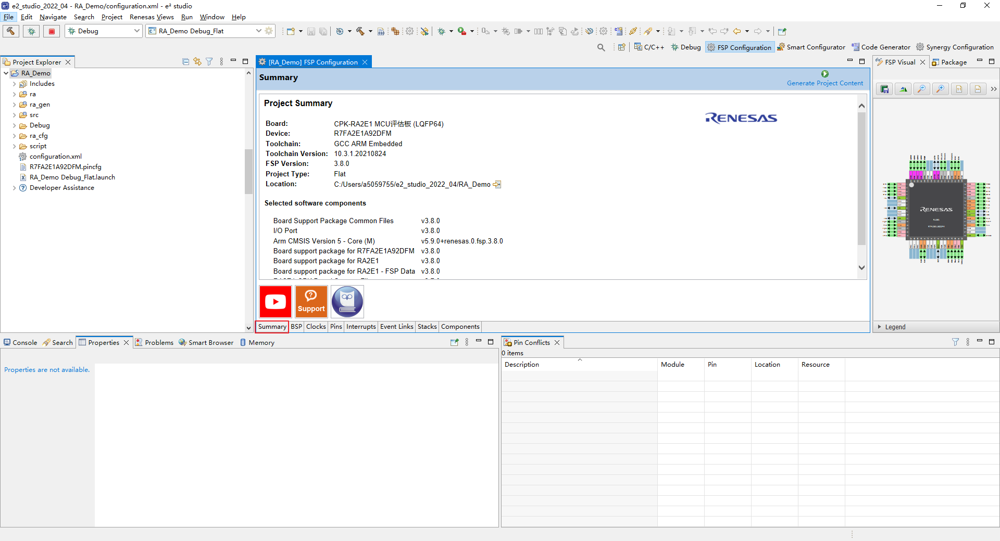 e2_studio_2022_04 - RA_Demo/configuration.xml - e² studio
File Edit Navigate Search Project Renesas Views Run Window Help
Debug RA_Demo Debug_Flat
C/C++ Debug FSP Configuration Smart Configurator Code Generator Synergy Configuration
Project Explorer
RA_Demo
Includes
ra
ra_gen
src
Debug
ra_cfg
script
configuration.xml
R7FA2E1A92DFM.pincfg
RA_Demo Debug_Flat.launch
Developer Assistance
[RA_Demo] FSP Configuration
Summary
Generate Project Content
Project Summary
RENESAS
Board: CPK-RA2E1 MCU评估板 (LQFP64)
Device: R7FA2E1A92DFM
Toolchain: GCC ARM Embedded
Toolchain Version: 10.3.1.20210824
FSP Version: 3.8.0
Project Type: Flat
Location: C:/Users/a5059755/e2_studio_2022_04/RA_Demo
Selected software components
Board Support Package Common Files v3.8.0
I/O Port v3.8.0
Arm CMSIS Version 5 - Core (M) v5.9.0+renesas.0.fsp.3.8.0
Board support package for R7FA2E1A92DFM v3.8.0
Board support package for RA2E1 v3.8.0
Board support package for RA2E1 - FSP Data v3.8.0
Support
Summary BSP Clocks Pins Interrupts Event Links Stacks Components
FSP Visual Package
RENESAS
Legend
Console Search Properties Problems Smart Browser Memory
Properties are not available.
Pin Conflicts
0 items
Description Module Pin Location Resource